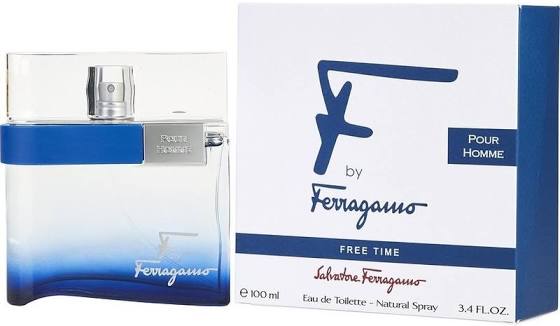 POUR
HOMME
F
Ferragamo
F
by
Ferragamo
POUR
HOMME
FREE TIME
Salvatore Ferragamo
℮ 100 ml
Eau de Toilette - Natural Spray
3.4 FL.OZ.